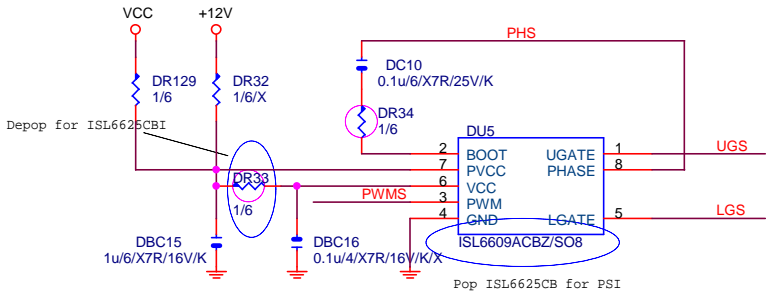 VCC
+12V
PHS
DR129
1/6
DR32
1/6/X
DC10
0.1u/6/X7R/25V/K
DR34
1/6
Depop for ISL6625CBI
DU5
2
BOOT
UGATE
1
UGS
7
PVCC
PHASE
8
DR33
6
VCC
PWMS
3
PWM
1/6
4
GND
LGATE
5
LGS
DBC15
1u/6/X7R/16V/K
DBC16
0.1u/4/X7R/16V/K/X
ISL6609ACBZ/SO8
Pop ISL6625CB for PSI